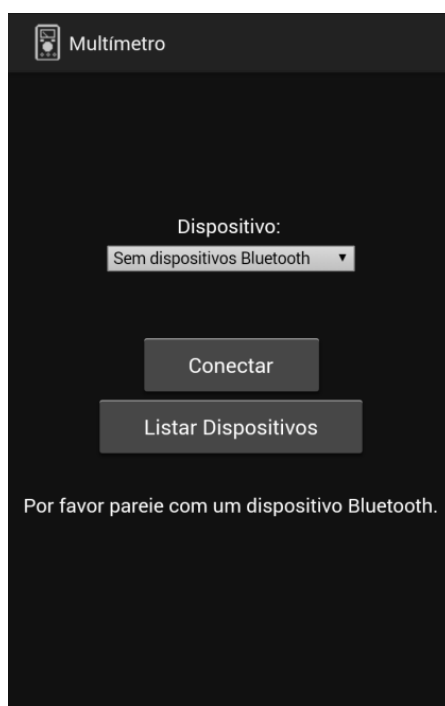 Multímetro
Dispositivo:
Sem dispositivos Bluetooth
Conectar
Listar Dispositivos
Por favor pareie com um dispositivo Bluetooth.